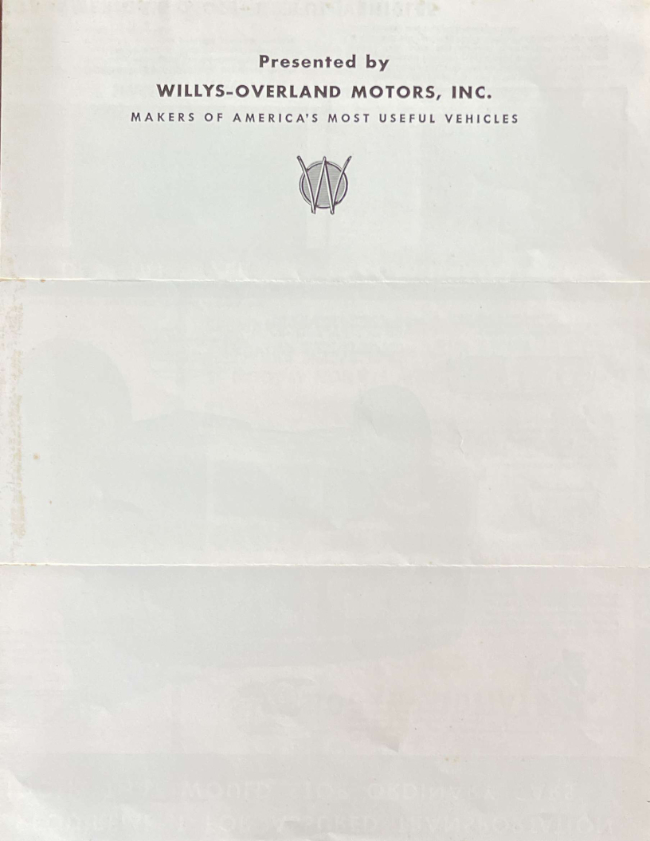 Presented by
WILLYS-OVERLAND MOTORS, INC.
MAKERS OF AMERICA'S MOST USEFUL VEHICLES
W